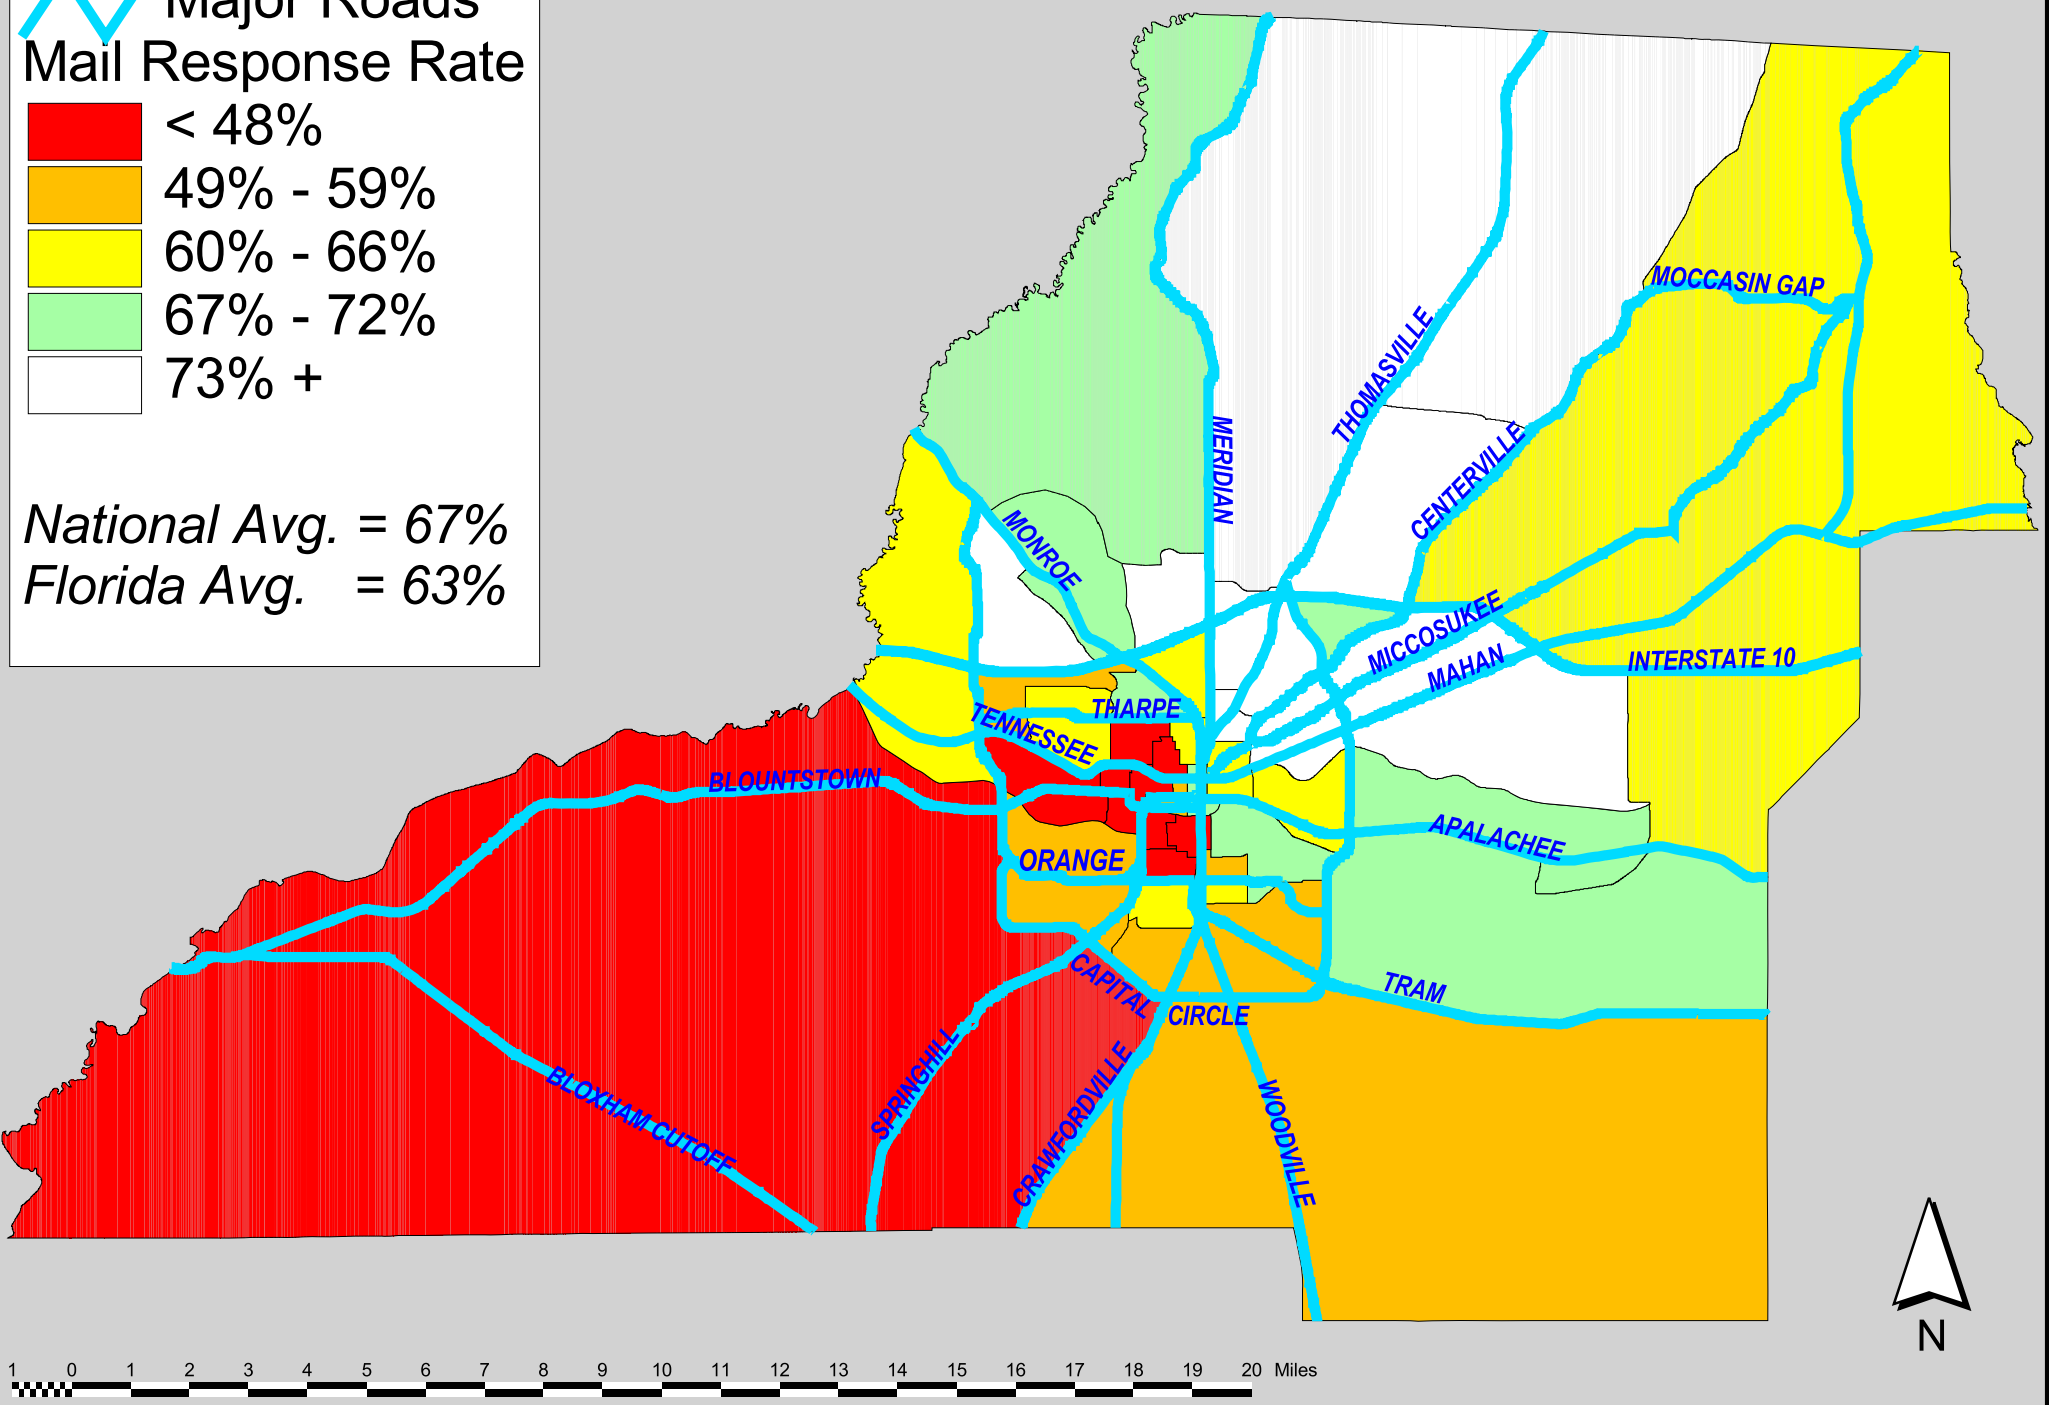 Major Roads
Mail Response Rate
< 48%
49% - 59%
60% - 66%
67% - 72%
73% +
National Avg. = 67%
Florida Avg. = 63%
MOCCASIN GAP
THOMASVILLE
MERIDIAN
CENTERVILLE
MONROE
MICCOSUKEE
MAHAN
INTERSTATE 10
THARPE
TENNESSEE
BLOUNTSTOWN
APALACHEE
ORANGE
CAPITAL
CIRCLE
TRAM
SPRINGHILL
CRAWFORDVILLE
BLOXHAM CUTOFF
WOODVILLE
N
1 0 1 2 3 4 5 6 7 8 9 10 11 12 13 14 15 16 17 18 19 20 Miles